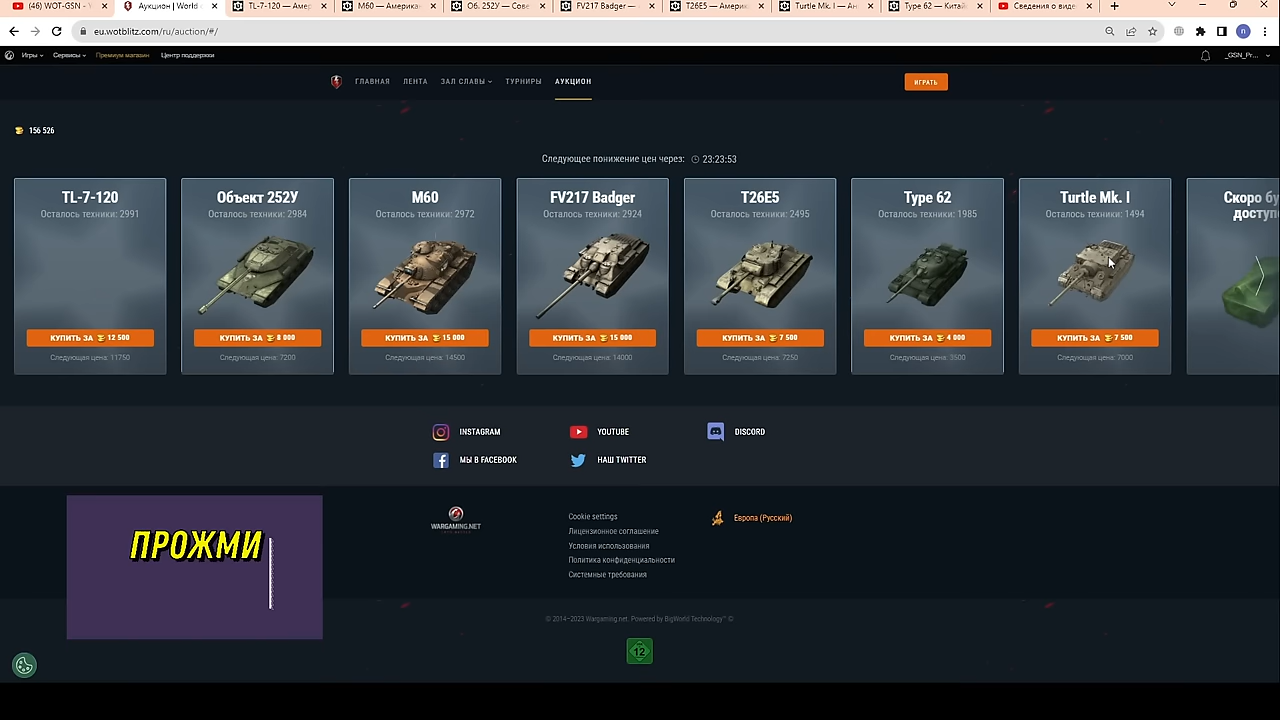 (46) WOT-GSN - Y
Аукцион | World o
TL-7-120 — Амер
M60 — Американ
Об. 252У — Сове
FV217 Badger —
T26E5 — Америк
Turtle Mk. I — Ан
Type 62 — Китай
Сведения о виде
eu.wotblitz.com/ru/auction/#/
Игры
Сервисы
Премиум магазин
Центр поддержки
_GSN_Pr...
ГЛАВНАЯ
ЛЕНТА
ЗАЛ СЛАВЫ
ТУРНИРЫ
АУКЦИОН
ИГРАТЬ
156 526
Следующее понижение цен через: 23:23:53
TL-7-120
Осталось техники: 2991
КУПИТЬ ЗА 12 500
Следующая цена: 11750
Объект 252У
Осталось техники: 2984
КУПИТЬ ЗА 8 000
Следующая цена: 7200
M60
Осталось техники: 2972
КУПИТЬ ЗА 15 000
Следующая цена: 14500
FV217 Badger
Осталось техники: 2924
КУПИТЬ ЗА 15 000
Следующая цена: 14000
T26E5
Осталось техники: 2495
КУПИТЬ ЗА 7 500
Следующая цена: 7250
Type 62
Осталось техники: 1985
КУПИТЬ ЗА 4 000
Следующая цена: 3500
Turtle Mk. I
Осталось техники: 1494
КУПИТЬ ЗА 7 500
Следующая цена: 7000
Скоро бу
доступ
INSTAGRAM
YOUTUBE
DISCORD
МЫ В FACEBOOK
НАШ TWITTER
ПРОЖМИ
WARGAMING.NET
Cookie settings
Лицензионное соглашение
Условия использования
Политика конфиденциальности
Системные требования
Европа (Русский)
© 2014–2023 Wargaming.net. Powered by BigWorld Technology™ ©
12